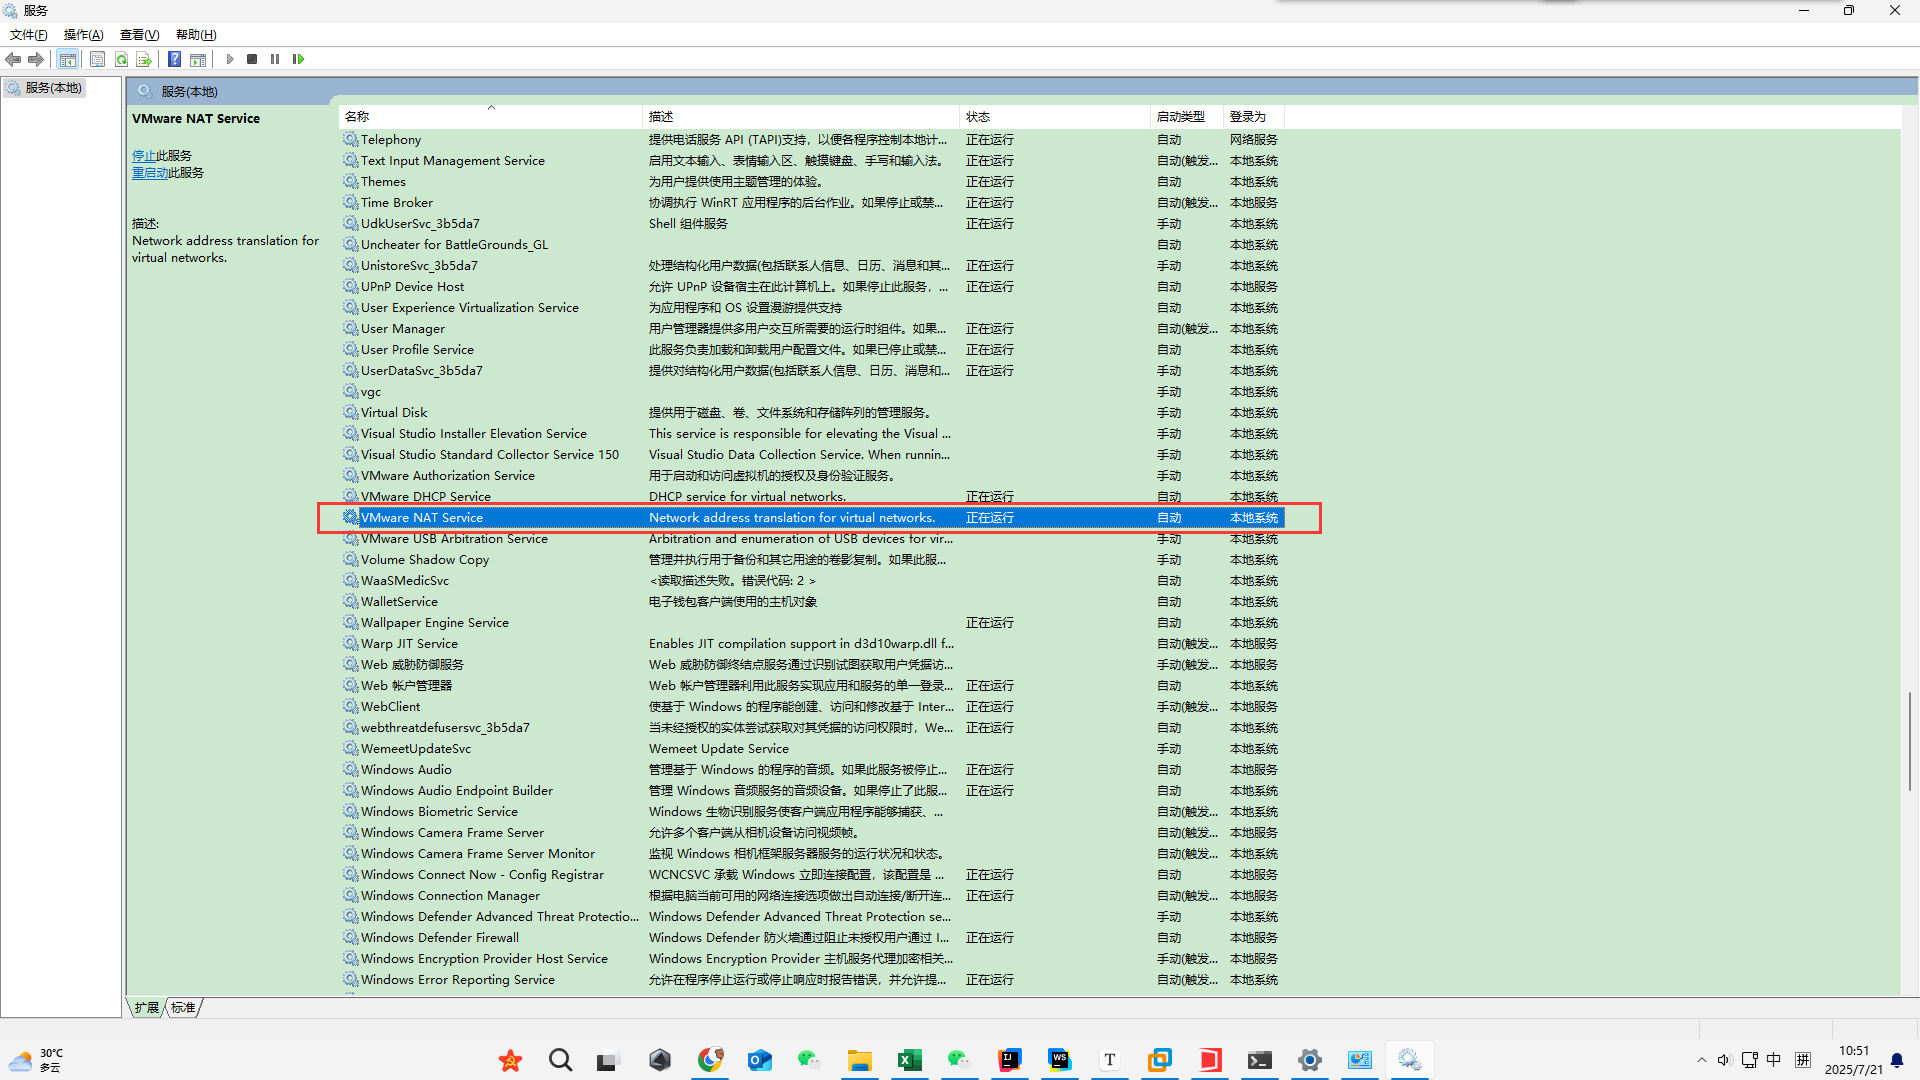 服务
文件(F) 操作(A) 查看(V) 帮助(H)
服务(本地)
服务(本地)
VMware NAT Service
停止此服务
重启动此服务
描述:
Network address translation for
virtual networks.
名称 描述 状态 启动类型 登录为
Telephony 提供电话服务 API (TAPI)支持，以便各程序控制本地计... 正在运行 自动 网络服务
Text Input Management Service 启用文本输入、表情输入区、触摸键盘、手写和输入法。 正在运行 自动(触发... 本地系统
Themes 为用户提供使用主题管理的体验。 正在运行 自动 本地系统
Time Broker 协调执行 WinRT 应用程序的后台作业。如果停止或禁... 正在运行 自动(触发... 本地服务
UdkUserSvc_3b5da7 Shell 组件服务 正在运行 手动 本地系统
Uncheater for BattleGrounds_GL 自动 本地系统
UnistoreSvc_3b5da7 处理结构化用户数据(包括联系人信息、日历、消息和其... 正在运行 手动 本地系统
UPnP Device Host 允许 UPnP 设备宿主在此计算机上。如果停止此服务，... 正在运行 自动 本地服务
User Experience Virtualization Service 为应用程序和 OS 设置漫游提供支持 自动 本地系统
User Manager 用户管理器提供多用户交互所需要的运行时组件。如果... 正在运行 自动(触发... 本地系统
User Profile Service 此服务负责加载和卸载用户配置文件。如果已停止或禁... 正在运行 自动 本地系统
UserDataSvc_3b5da7 提供对结构化用户数据(包括联系人信息、日历、消息和... 正在运行 手动 本地系统
vgc 手动 本地系统
Virtual Disk 提供用于磁盘、卷、文件系统和存储阵列的管理服务。 手动 本地系统
Visual Studio Installer Elevation Service This service is responsible for elevating the Visual ... 手动 本地系统
Visual Studio Standard Collector Service 150 Visual Studio Data Collection Service. When runnin... 手动 本地系统
VMware Authorization Service 用于启动和访问虚拟机的授权及身份验证服务。 手动 本地系统
VMware DHCP Service DHCP service for virtual networks. 正在运行 自动 本地系统
VMware NAT Service Network address translation for virtual networks. 正在运行 自动 本地系统
VMware USB Arbitration Service Arbitration and enumeration of USB devices for vir... 手动 本地系统
Volume Shadow Copy 管理并执行用于备份和其它用途的卷影复制。如果此服... 手动 本地系统
WaaSMedicSvc <读取描述失败。错误代码: 2 > 自动 本地系统
WalletService 电子钱包客户端使用的主机对象 自动 本地系统
Wallpaper Engine Service 正在运行 自动 本地系统
Warp JIT Service Enables JIT compilation support in d3d10warp.dll f... 自动(触发... 本地服务
Web 威胁防御服务 Web 威胁防御终结点服务通过识别试图获取用户凭据访... 手动(触发... 本地服务
Web 帐户管理器 Web 帐户管理器利用此服务实现应用和服务的单一登录... 正在运行 自动 本地系统
WebClient 使基于 Windows 的程序能创建、访问和修改基于 Inter... 正在运行 手动(触发... 本地服务
webthreatdefusersvc_3b5da7 当未经授权的实体尝试获取对其凭据的访问权限时，We... 正在运行 自动 本地系统
WemeetUpdateSvc Wemeet Update Service 手动 本地系统
Windows Audio 管理基于 Windows 的程序的音频。如果此服务被停止... 正在运行 自动 本地服务
Windows Audio Endpoint Builder 管理 Windows 音频服务的音频设备。如果停止了此服... 正在运行 自动 本地系统
Windows Biometric Service Windows 生物识别服务使客户端应用程序能够捕获、... 自动(触发... 本地系统
Windows Camera Frame Server 允许多个客户端从相机设备访问视频帧。 自动(触发... 本地服务
Windows Camera Frame Server Monitor 监视 Windows 相机框架服务器服务的运行状况和状态。 自动(触发... 本地系统
Windows Connect Now - Config Registrar WCNCSVC 承载 Windows 立即连接配置，该配置是 ... 正在运行 自动 本地服务
Windows Connection Manager 根据电脑当前可用的网络连接选项做出自动连接/断开连... 正在运行 自动(触发... 本地服务
Windows Defender Advanced Threat Protectio... Windows Defender Advanced Threat Protection se... 手动 本地系统
Windows Defender Firewall Windows Defender 防火墙通过阻止未授权用户通过 I... 正在运行 自动 本地服务
Windows Encryption Provider Host Service Windows Encryption Provider 主机服务代理加密相关... 手动(触发... 本地服务
Windows Error Reporting Service 允许在程序停止运行或停止响应时报告错误，并允许提... 正在运行 自动(触发... 本地系统
扩展 标准
30°C
多云
IJ
WS
T
中 拼
10:51
2025/7/21